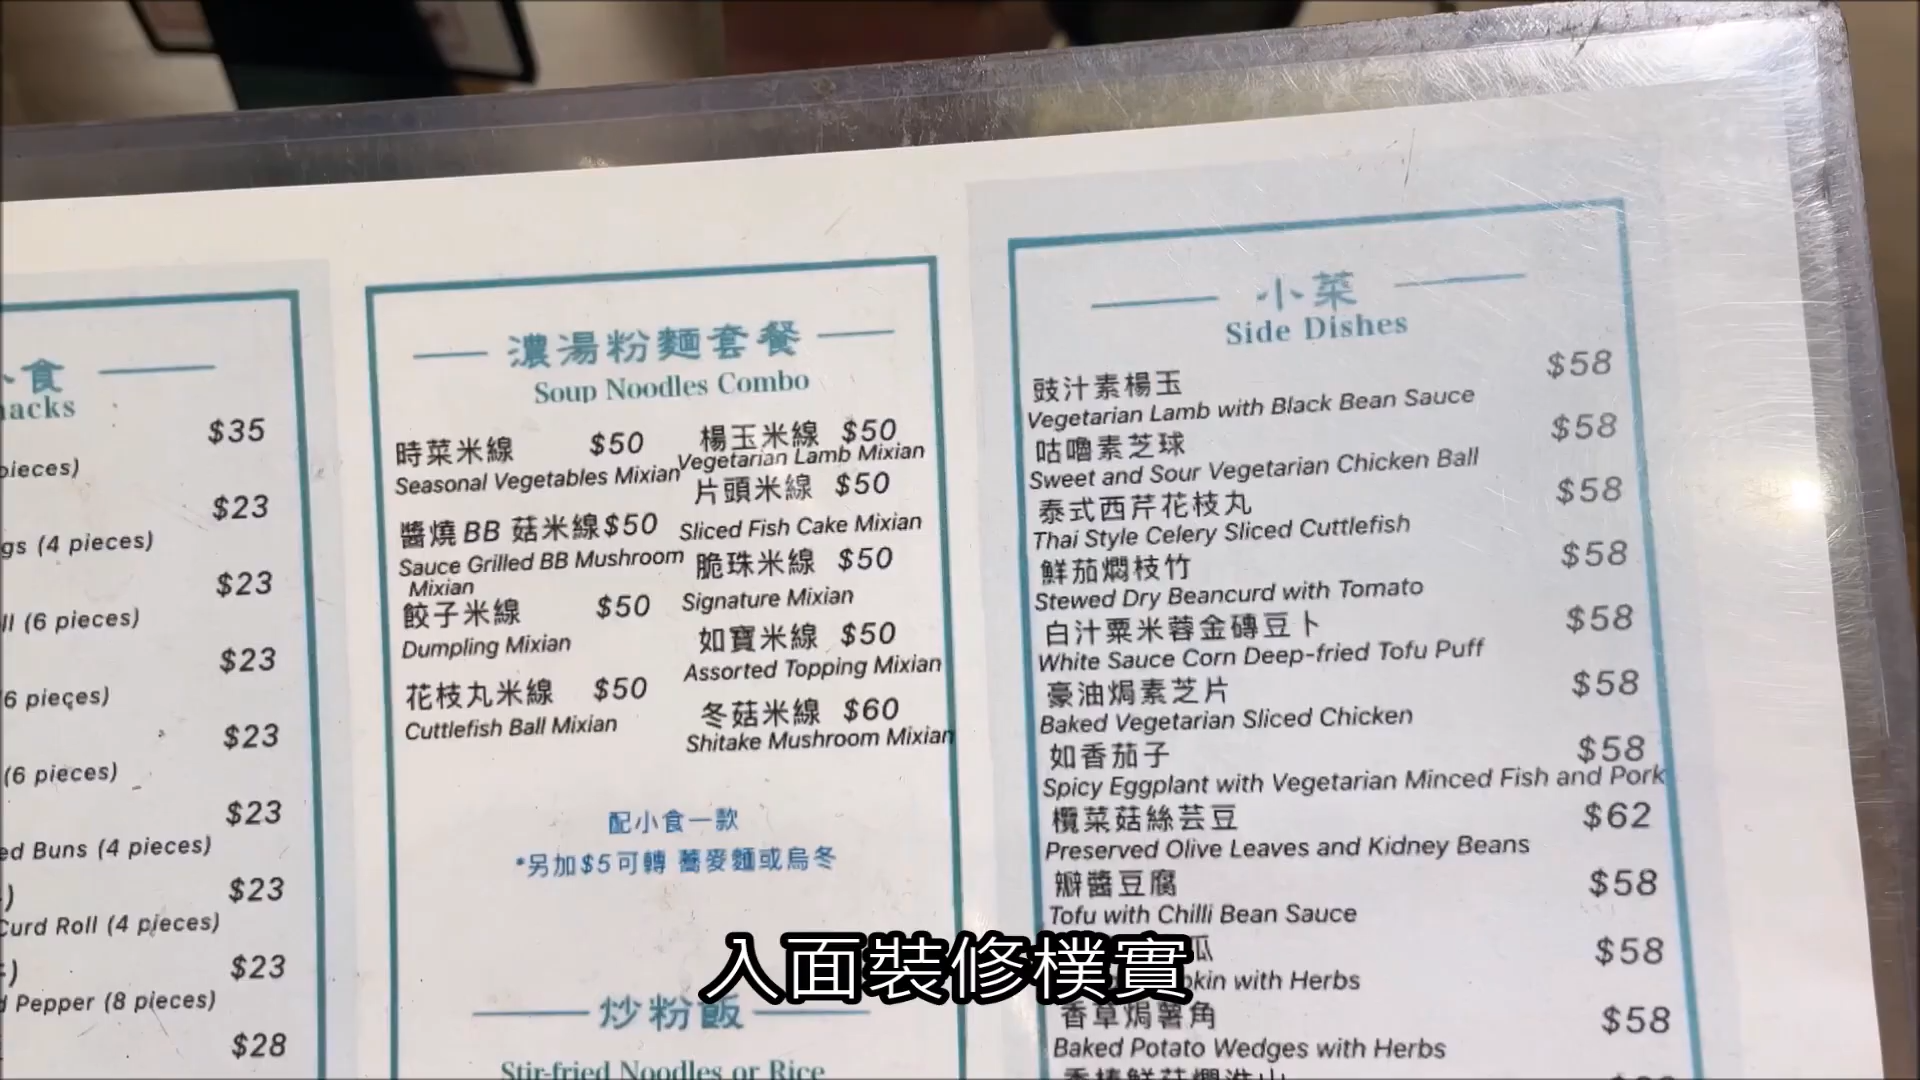 食
acks
$35
pieces)
$23
gs (4 pieces)
$23
ll (6 pieces)
$23
6 pieces)
$23
(6 pieces)
$23
ed Buns (4 pieces)
$23
Curd Roll (4 pieces)
$23
d Pepper (8 pieces)
$28
濃湯粉麵套餐
Soup Noodles Combo
時菜米線 $50
Seasonal Vegetables Mixian
醬燒BB 菇米線$50
Sauce Grilled BB Mushroom
Mixian
餃子米線 $50
Dumpling Mixian
花枝丸米線 $50
Cuttlefish Ball Mixian
楊玉米線 $50
Vegetarian Lamb Mixian
片頭米線 $50
Sliced Fish Cake Mixian
脆珠米線 $50
Signature Mixian
如寶米線 $50
Assorted Topping Mixian
冬菇米線 $60
Shitake Mushroom Mixian
配小食一款
*另加$5可轉 蕎麥麵或烏冬
炒粉飯
Stir-fried Noodles or Rice
小菜
Side Dishes
豉汁素楊玉 $58
Vegetarian Lamb with Black Bean Sauce
咕嚕素芝球 $58
Sweet and Sour Vegetarian Chicken Ball
泰式西芹花枝丸 $58
Thai Style Celery Sliced Cuttlefish
鮮茄燜枝竹 $58
Stewed Dry Beancurd with Tomato
白汁粟米蓉金磚豆卜 $58
White Sauce Corn Deep-fried Tofu Puff
豪油焗素芝片 $58
Baked Vegetarian Sliced Chicken
如香茄子 $58
Spicy Eggplant with Vegetarian Minced Fish and Pork
欖菜菇絲芸豆 $62
Preserved Olive Leaves and Kidney Beans
瓣醬豆腐 $58
Tofu with Chilli Bean Sauce
瓜 $58
kin with Herbs
香草焗薯角 $58
Baked Potato Wedges with Herbs
入面裝修樸實